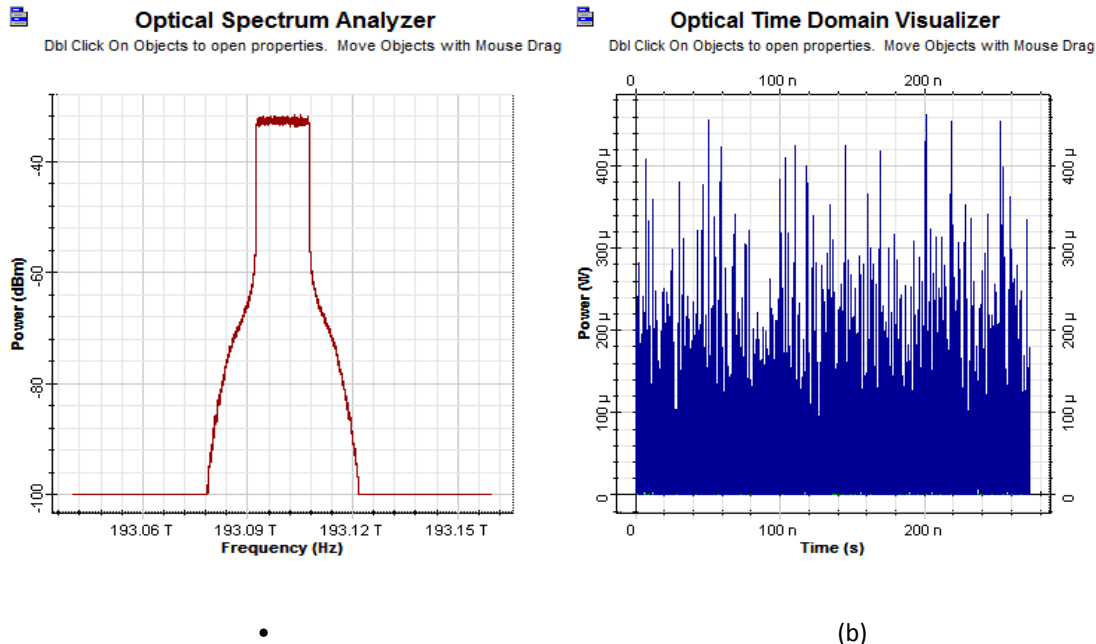 Optical Spectrum Analyzer
Dbl Click On Objects to open properties. Move Objects with Mouse Drag
-40
-60
-80
-100
Power (dBm)
193.06 T
193.09 T
193.12 T
193.15 T
Frequency (Hz)
•
Optical Time Domain Visualizer
Dbl Click On Objects to open properties. Move Objects with Mouse Drag
0
100 n
200 n
400 µ
300 µ
200 µ
100 µ
0
Power (W)
400 µ
300 µ
200 µ
100 µ
0
0
100 n
200 n
Time (s)
(b)